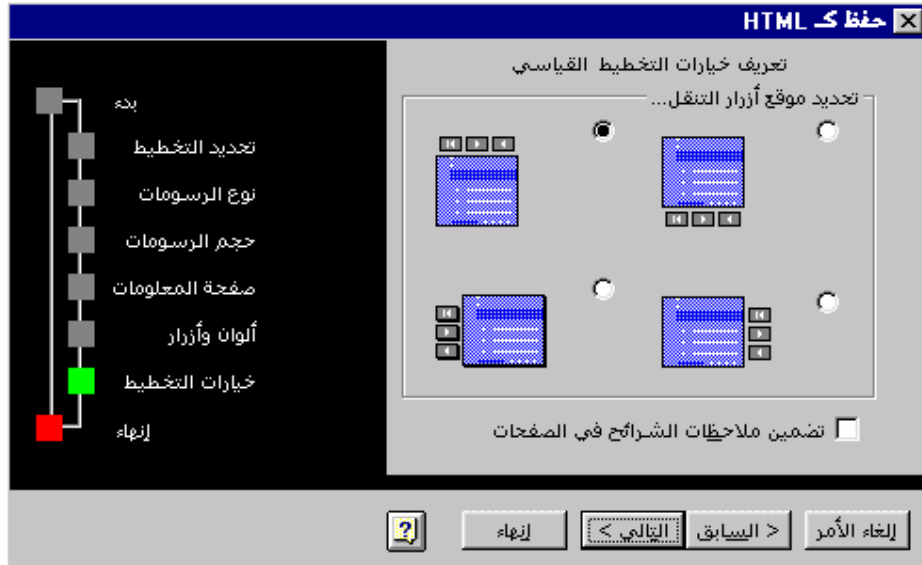 حفظ كـ HTML
تعريف خيارات التخطيط القياسي
تحديد موقع أزرار التنقل...
تضمين ملاحظات الشرائح في الصفحات
بدء
تحديد التخطيط
نوع الرسومات
حجم الرسومات
صفحة المعلومات
ألوان وأزرار
خيارات التخطيط
إنهاء
إلغاء الأمر
< السابق
التالي >
إنهاء
?